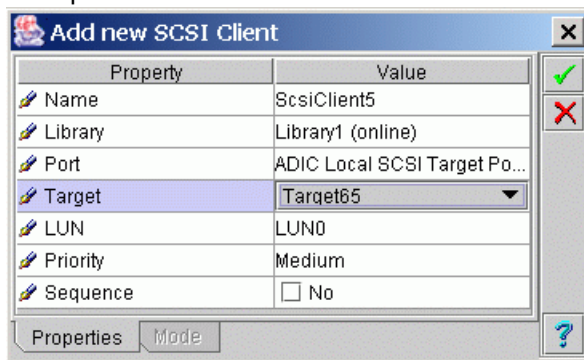 Add new SCSI Client
Property Value
Name ScsiClient5
Library Library1 (online)
Port ADIC Local SCSI Target Po...
Target Target65
LUN LUN0
Priority Medium
Sequence No
Properties Mode